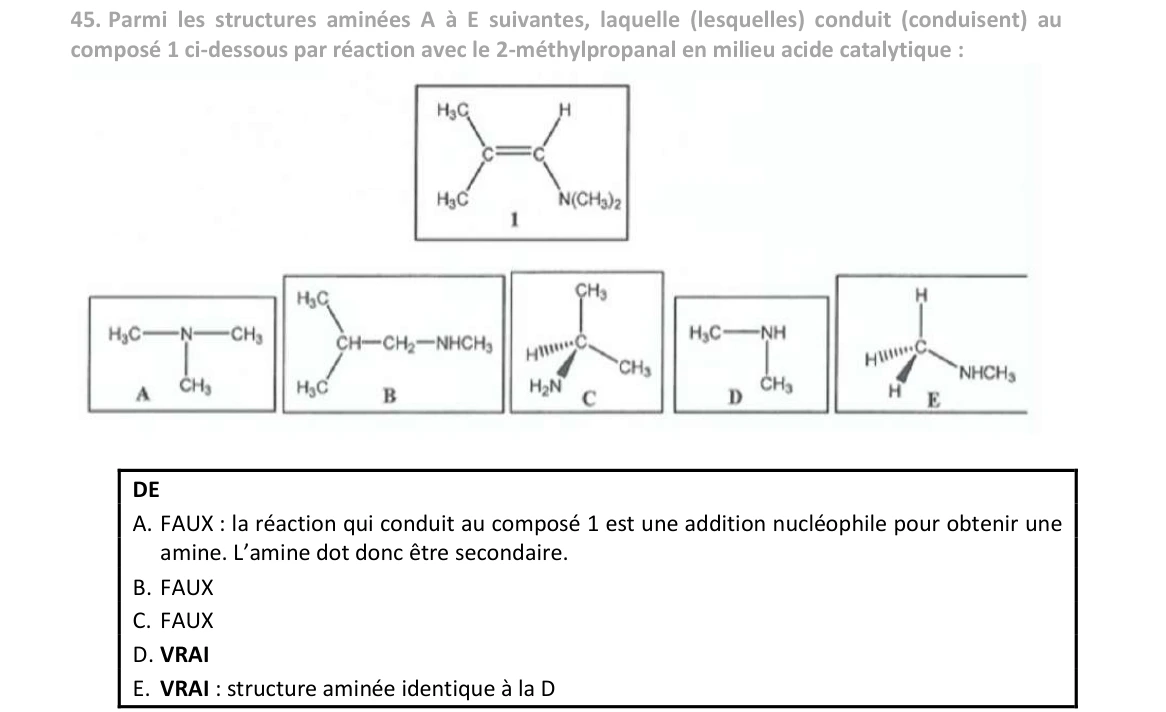 45. Parmi les structures aminées A à E suivantes, laquelle (lesquelles) conduit (conduisent) au
composé 1 ci-dessous par réaction avec le 2-méthylpropanal en milieu acide catalytique :
H₃C H
C=C
H₃C N(CH₃)₂
1
H₃C—N—CH₃
CH₃
A
H₃C
CH—CH₂—NHCH₃
H₃C
B
CH₃
H C
CH₃
H₂N
C
H₃C—NH
CH₃
D
H
H C
NHCH₃
H
E
DE
A. FAUX : la réaction qui conduit au composé 1 est une addition nucléophile pour obtenir une
amine. L’amine dot donc être secondaire.
B. FAUX
C. FAUX
D. VRAI
E. VRAI : structure aminée identique à la D